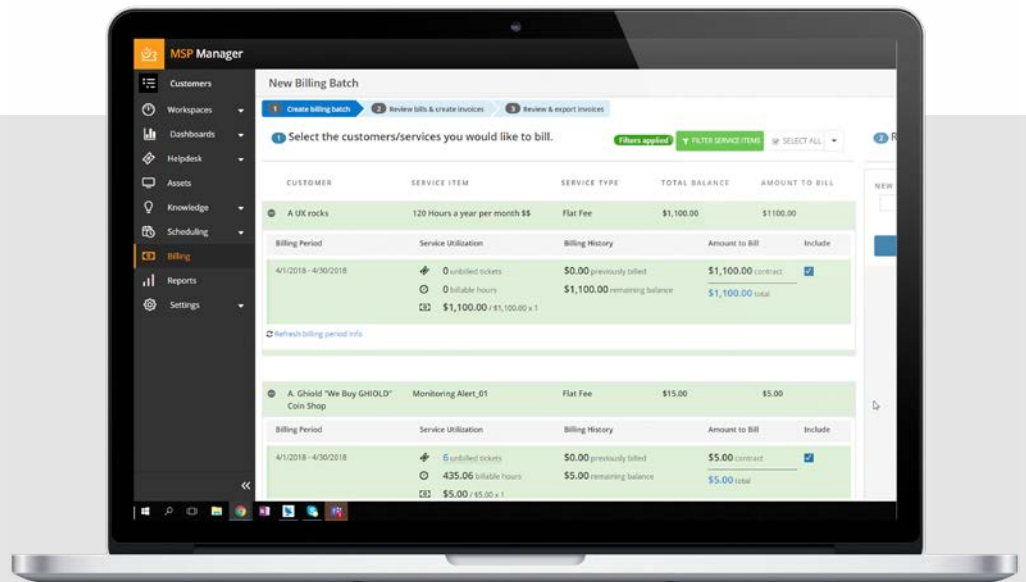 MSP Manager
Customers
Workspaces
Dashboards
Helpdesk
Assets
Knowledge
Scheduling
Billing
Reports
Settings
New Billing Batch
1 Create billing batch 2 Review bills & create invoices 3 Review & export invoices
1 Select the customers/services you would like to bill. Filters applied FILTER SERVICE ITEMS SELECT ALL 2 R
CUSTOMER SERVICE ITEM SERVICE TYPE TOTAL BALANCE AMOUNT TO BILL NEW
A UX rocks 120 Hours a year per month $$ Flat Fee $1,100.00 $1100.00
Billing Period Service Utilization Billing History Amount to Bill Include
4/1/2018 - 4/30/2018 0 unbilled tickets $0.00 previously billed $1,100.00 contract
0 billable hours $1,100.00 remaining balance $1,100.00 total
$1,100.00 / $1,100.00 x 1
Refresh billing period info
A. Ghiold "We Buy GHIOLD" Monitoring Alert_01 Flat Fee $15.00 $5.00
Coin Shop
Billing Period Service Utilization Billing History Amount to Bill Include
4/1/2018 - 4/30/2018 6 unbilled tickets $0.00 previously billed $5.00 contract
435.06 billable hours $5.00 remaining balance $5.00 total
$5.00 / $5.00 x 1